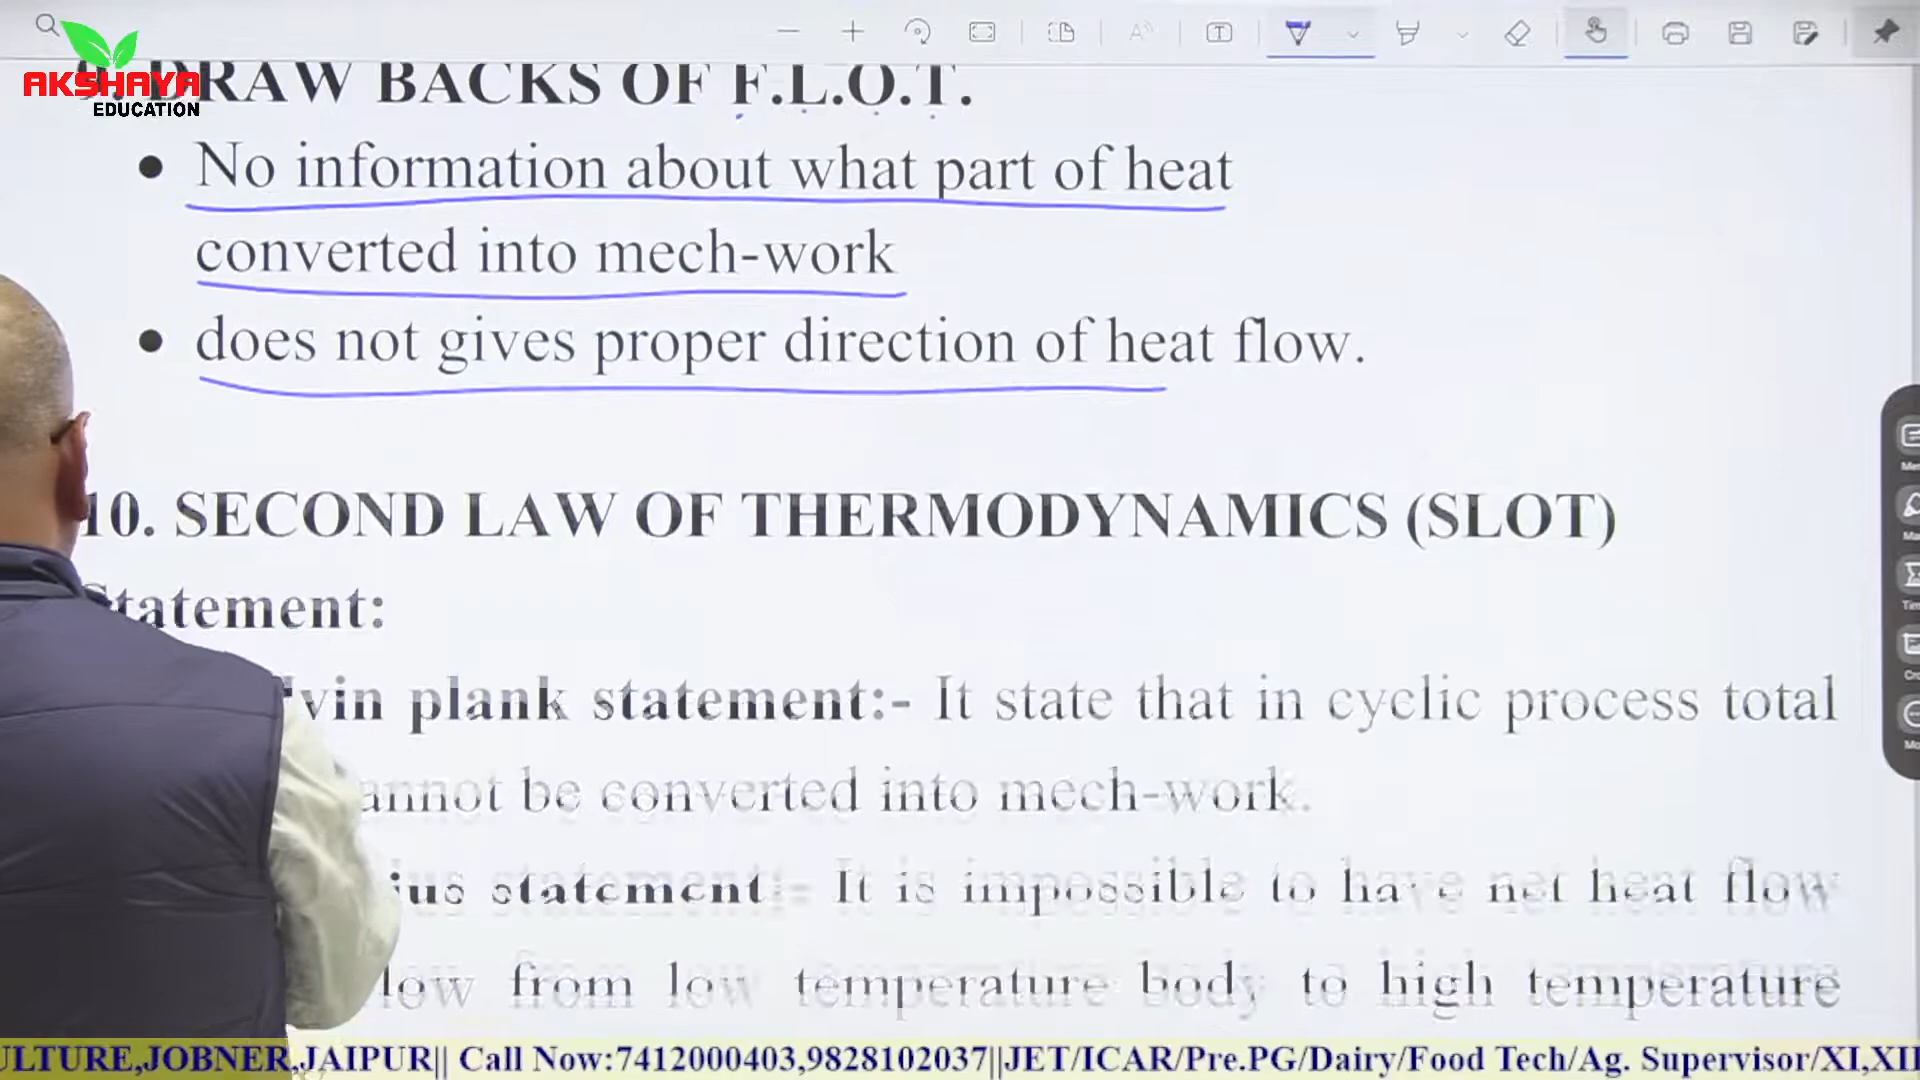 AKSHAYA
EDUCATION
DRAW BACKS OF F.L.O.T.
• No information about what part of heat
converted into mech-work
• does not gives proper direction of heat flow.
10. SECOND LAW OF THERMODYNAMICS (SLOT)
Statement:
vin plank statement:- It state that in cyclic process total
annot be converted into mech-work.
ius statement:- It is impossible to have net heat flow
low from low temperature body to high temperature
ULTURE,JOBNER,JAIPUR|| Call Now:7412000403,9828102037||JET/ICAR/Pre.PG/Dairy/Food Tech/Ag. Supervisor/XI,XII